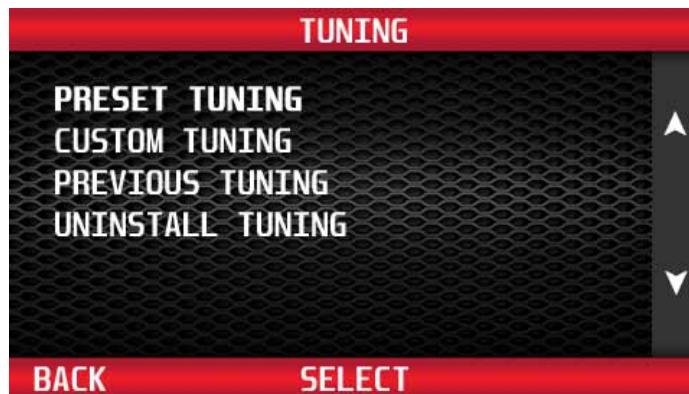 TUNING
PRESET TUNING
CUSTOM TUNING
PREVIOUS TUNING
UNINSTALL TUNING
BACK SELECT